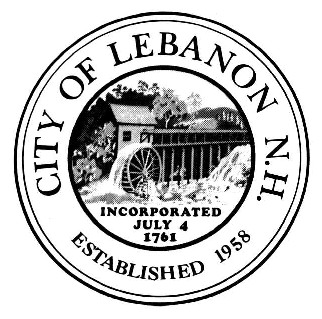 CITY OF LEBANON N.H.
INCORPORATED
JULY 4
1761
ESTABLISHED 1958